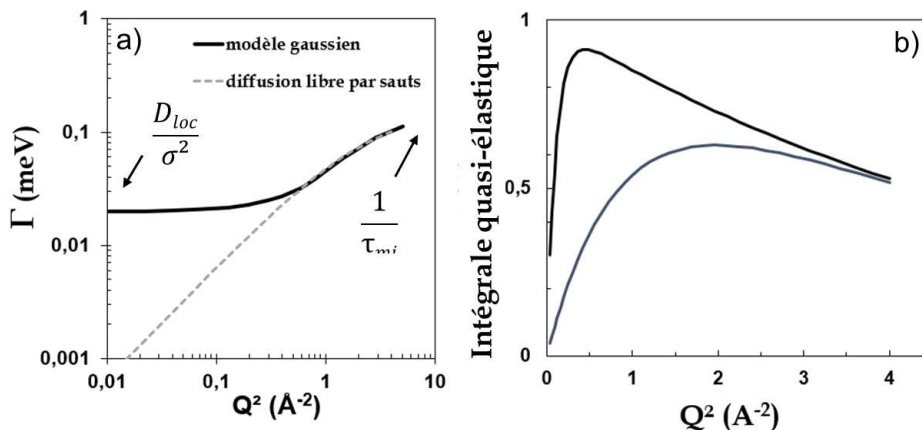 a)
modèle gaussien
diffusion libre par sauts
D_loc
σ²
1
τ_mi
1
0,1
0,01
0,001
Γ (meV)
0,01
0,1
1
10
Q² (Å⁻²)
b)
Intégrale quasi-élastique
1
0,5
0
0
1
2
3
4
Q² (A⁻²)